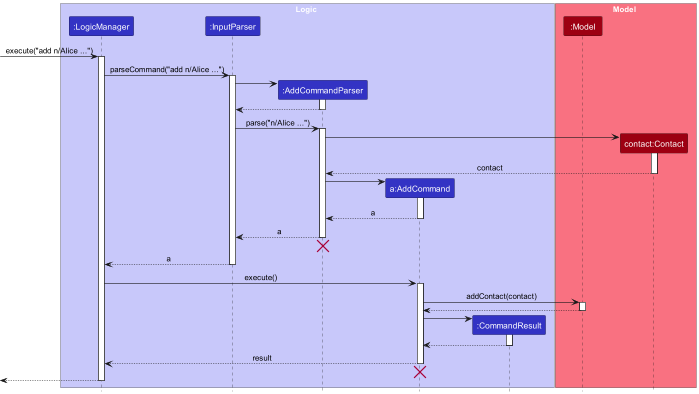 Logic
Model
:LogicManager
:InputParser
:Model
execute("add n/Alice ...")
parseCommand("add n/Alice ...")
:AddCommandParser
parse("n/Alice ...")
contact:Contact
contact
a:AddCommand
a
a
a
execute()
addContact(contact)
:CommandResult
result